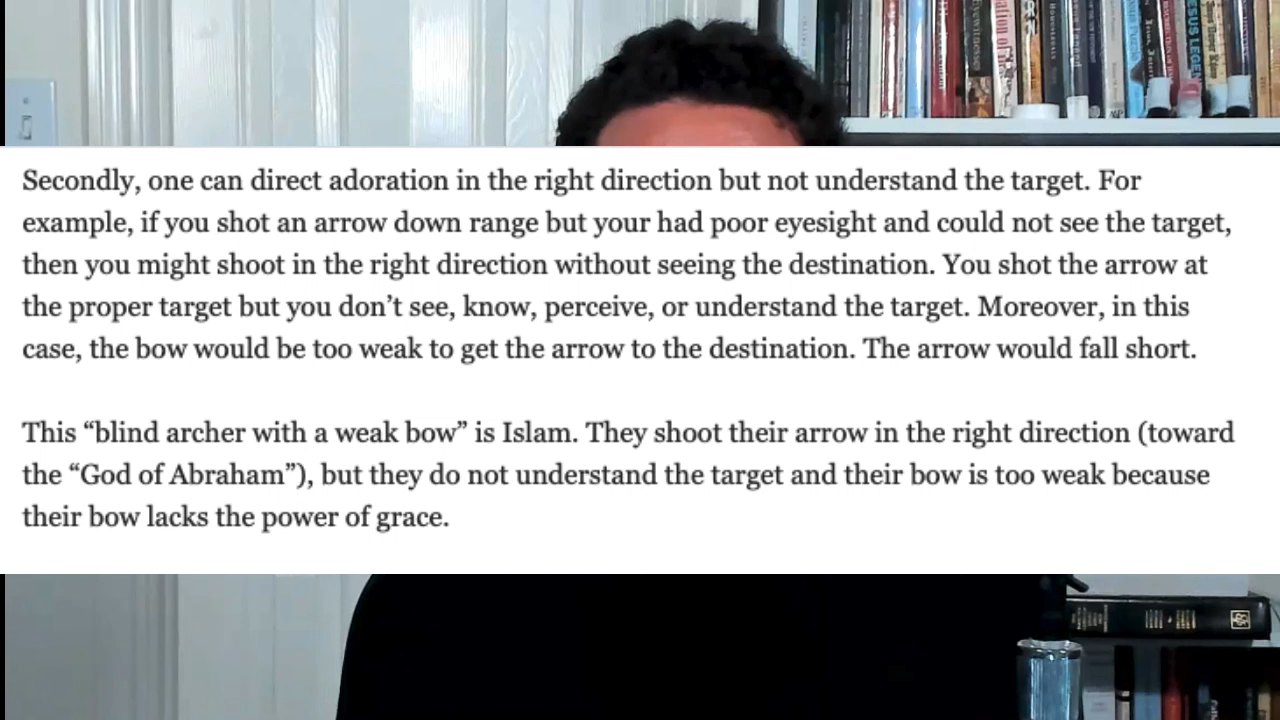 Secondly, one can direct adoration in the right direction but not understand the target. For
example, if you shot an arrow down range but your had poor eyesight and could not see the target,
then you might shoot in the right direction without seeing the destination. You shot the arrow at
the proper target but you don’t see, know, perceive, or understand the target. Moreover, in this
case, the bow would be too weak to get the arrow to the destination. The arrow would fall short.
This “blind archer with a weak bow” is Islam. They shoot their arrow in the right direction (toward
the “God of Abraham”), but they do not understand the target and their bow is too weak because
their bow lacks the power of grace.
JESUS LEGEND